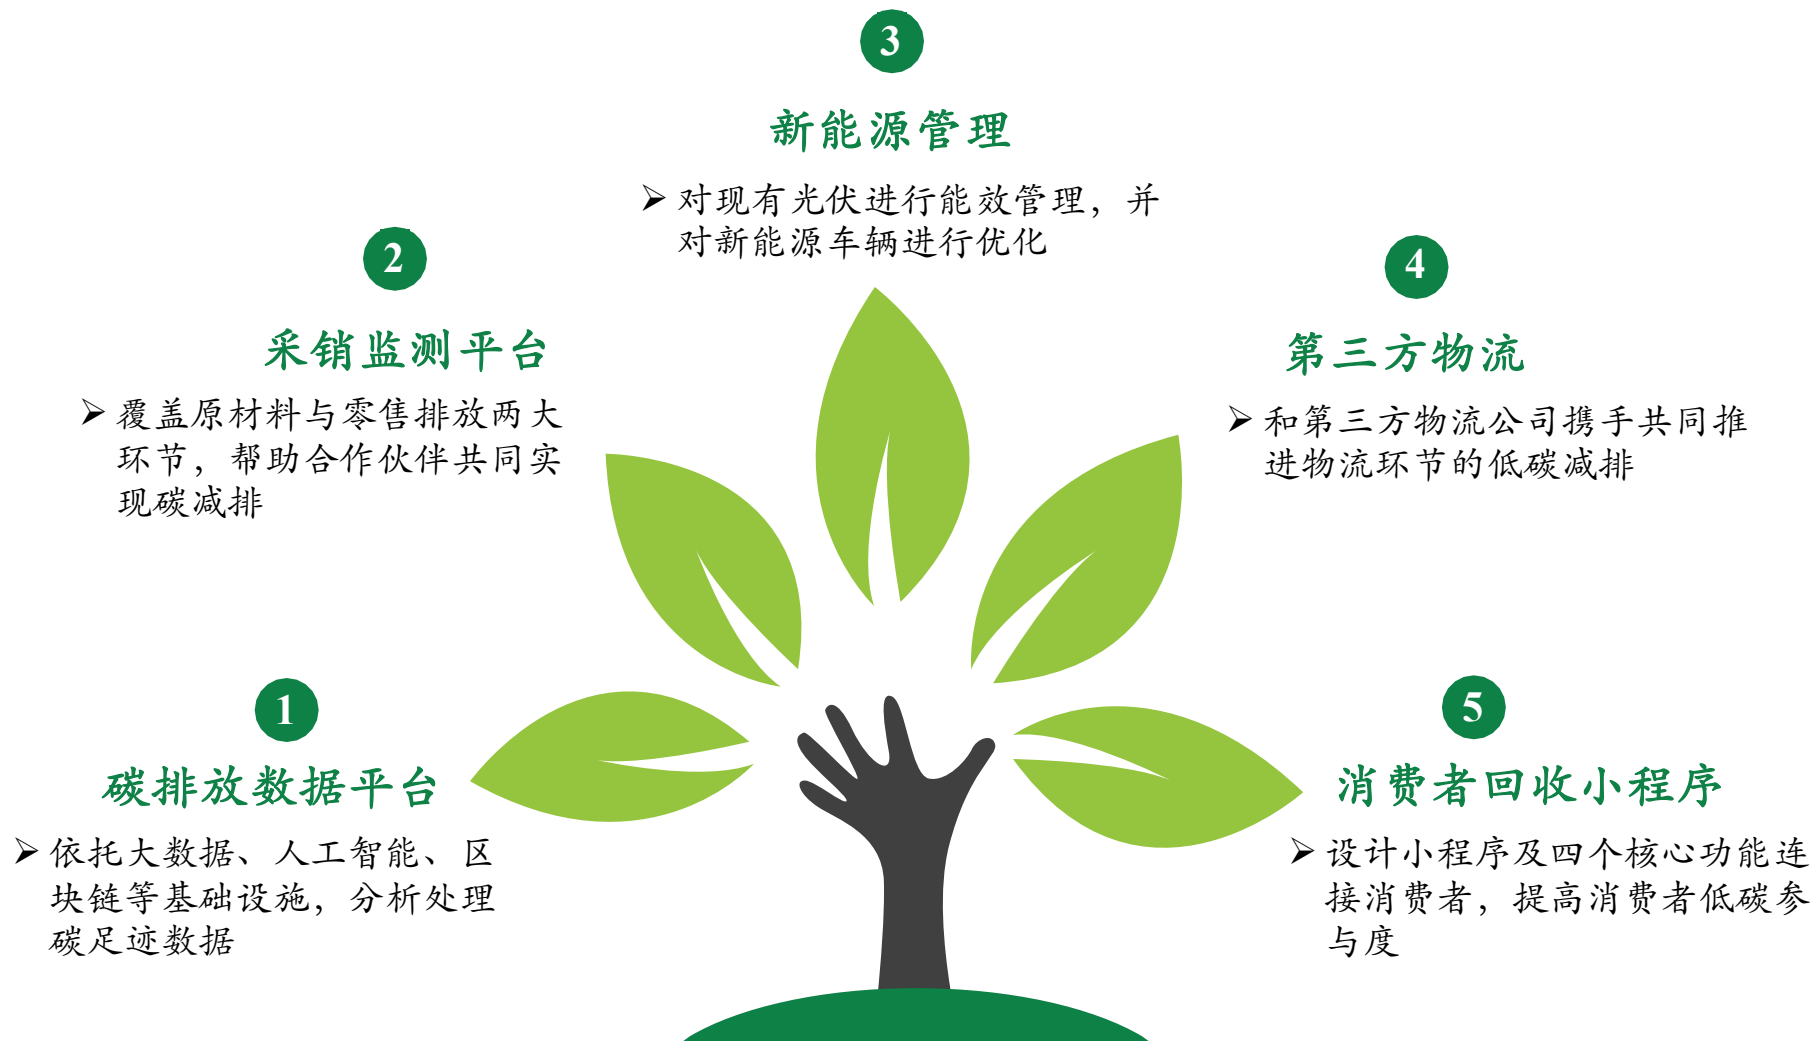 1
碳排放数据平台
➢ 依托大数据、人工智能、区
块链等基础设施，分析处理
碳足迹数据
2
采销监测平台
➢ 覆盖原材料与零售排放两大
环节，帮助合作伙伴共同实
现碳减排
3
新能源管理
➢ 对现有光伏进行能效管理，并
对新能源车辆进行优化
4
第三方物流
➢ 和第三方物流公司携手共同推
进物流环节的低碳减排
5
消费者回收小程序
➢ 设计小程序及四个核心功能连
接消费者，提高消费者低碳参
与度